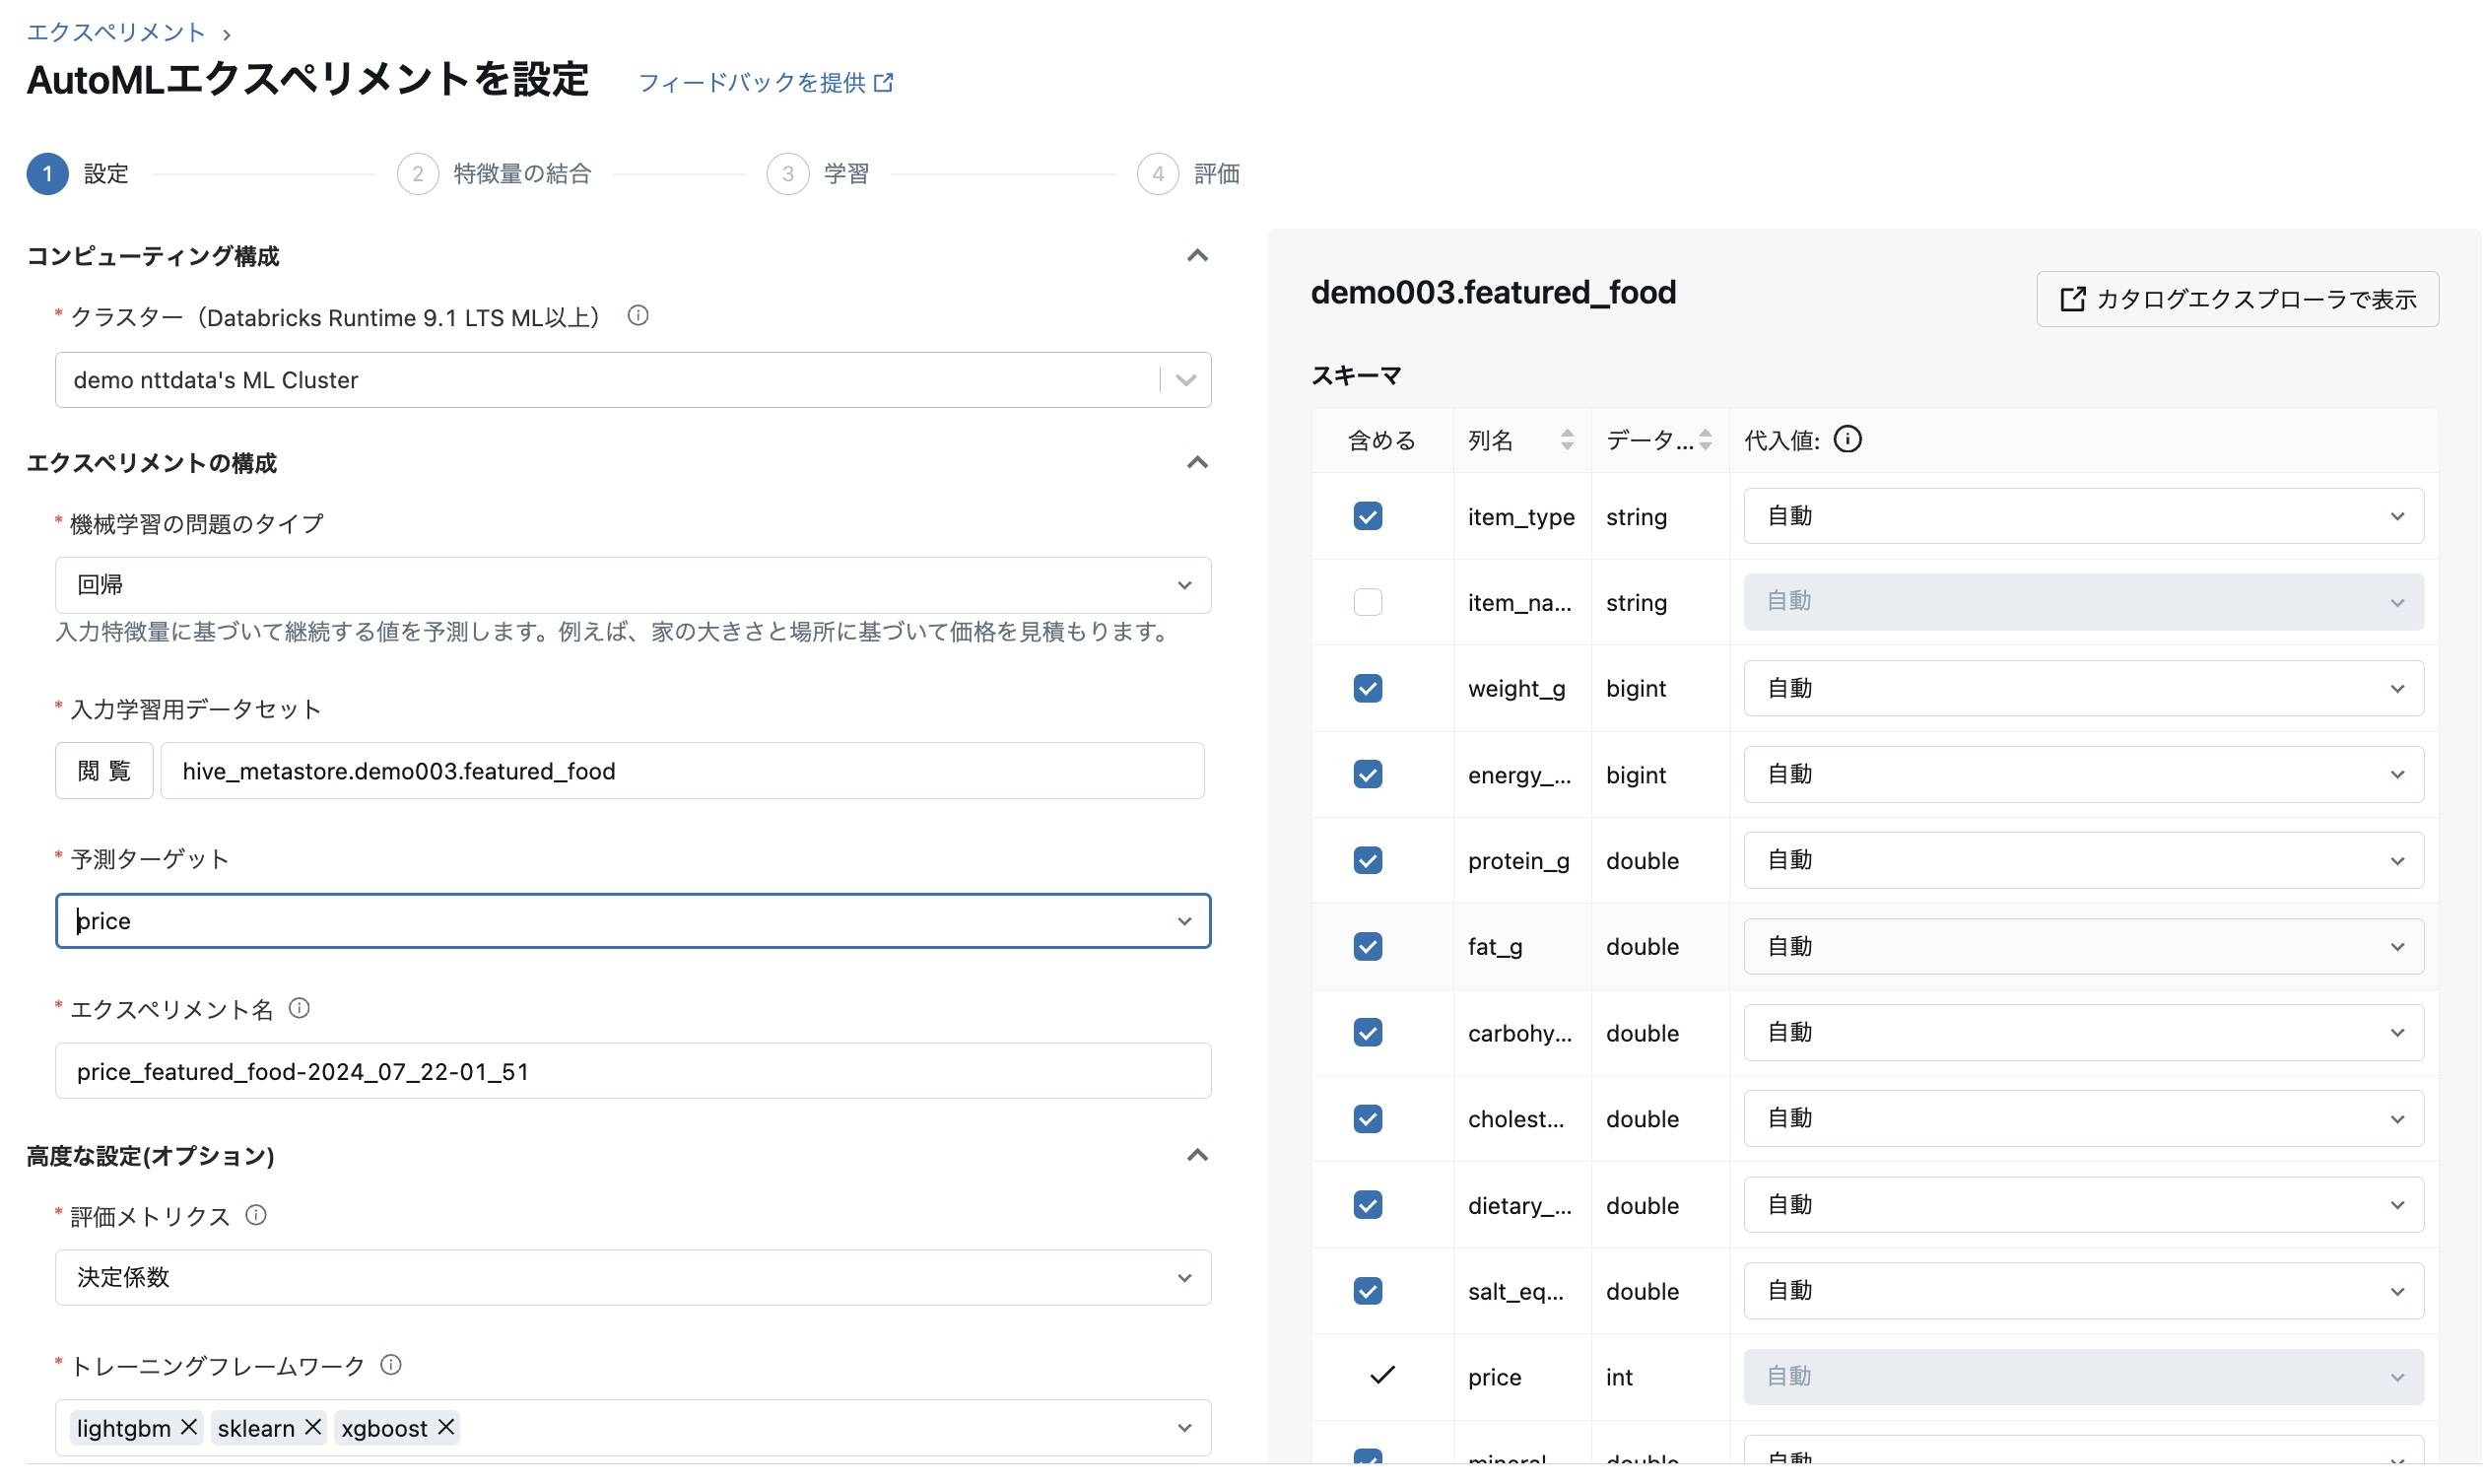 エクスペリメント ›
AutoMLエクスペリメントを設定 フィードバックを提供
1 設定 2 特徴量の結合 3 学習 4 評価
コンピューティング構成
* クラスター（Databricks Runtime 9.1 LTS ML以上）
demo nttdata's ML Cluster
エクスペリメントの構成
* 機械学習の問題のタイプ
回帰
入力特徴量に基づいて継続する値を予測します。例えば、家の大きさと場所に基づいて価格を見積もります。
* 入力学習用データセット
閲 覧 hive_metastore.demo003.featured_food
* 予測ターゲット
price
* エクスペリメント名
price_featured_food-2024_07_22-01_51
高度な設定(オプション)
* 評価メトリクス
決定係数
* トレーニングフレームワーク
lightgbm sklearn xgboost
demo003.featured_food カタログエクスプローラで表示
スキーマ
含める 列名 データ... 代入値:
item_type string 自動
item_na... string 自動
weight_g bigint 自動
energy_... bigint 自動
protein_g double 自動
fat_g double 自動
carbohy... double 自動
cholest... double 自動
dietary_... double 自動
salt_eq... double 自動
price int 自動
mineral double 自動